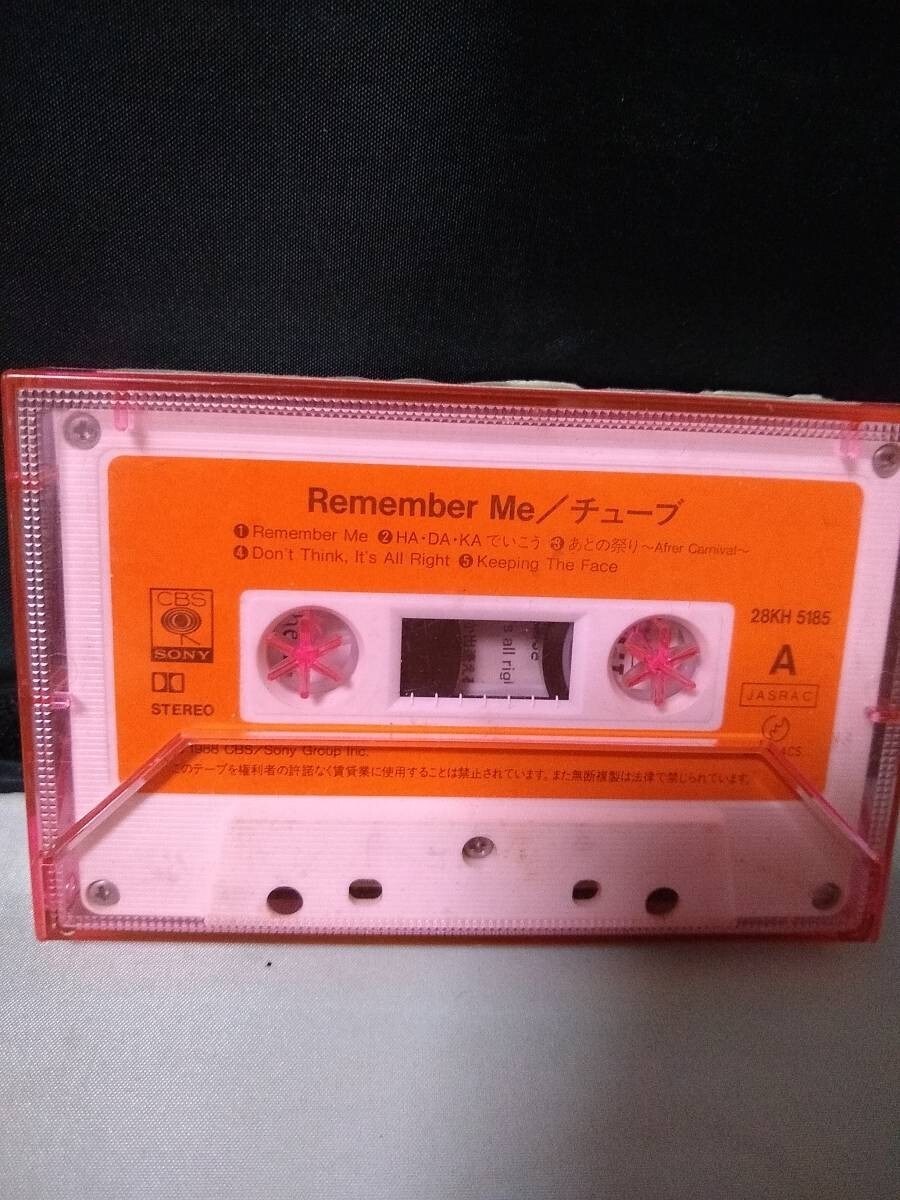 Remember Me／チューブ
❶Remember Me ❷HA・DA・KAでいこう ❸あとの祭り〜Afrer Carnival〜
❹Don't Think, It's All Right ❺Keeping The Face
CBS
SONY
STEREO
28KH 5185
A
JASRAC
1988 CBS/Sony Group Inc.
このテープを権利者の許諾なく賃貸業に使用することは禁止されています。また無断複製は法律で禁じられています。
all righ